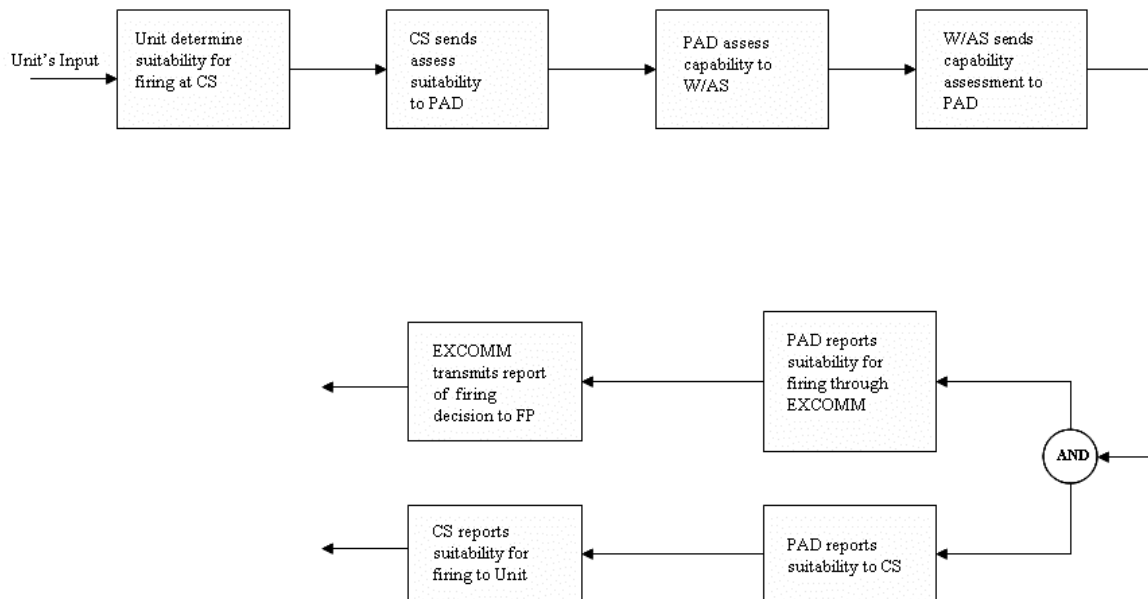 Unit's Input
Unit determine
suitability for
firing at CS
CS sends
assess
suitability
to PAD
PAD assess
capability to
W/AS
W/AS sends
capability
assessment to
PAD
EXCOMM
transmits report
of firing
decision to FP
PAD reports
suitability for
firing through
EXCOMM
AND
CS reports
suitability for
firing to Unit
PAD reports
suitability to CS